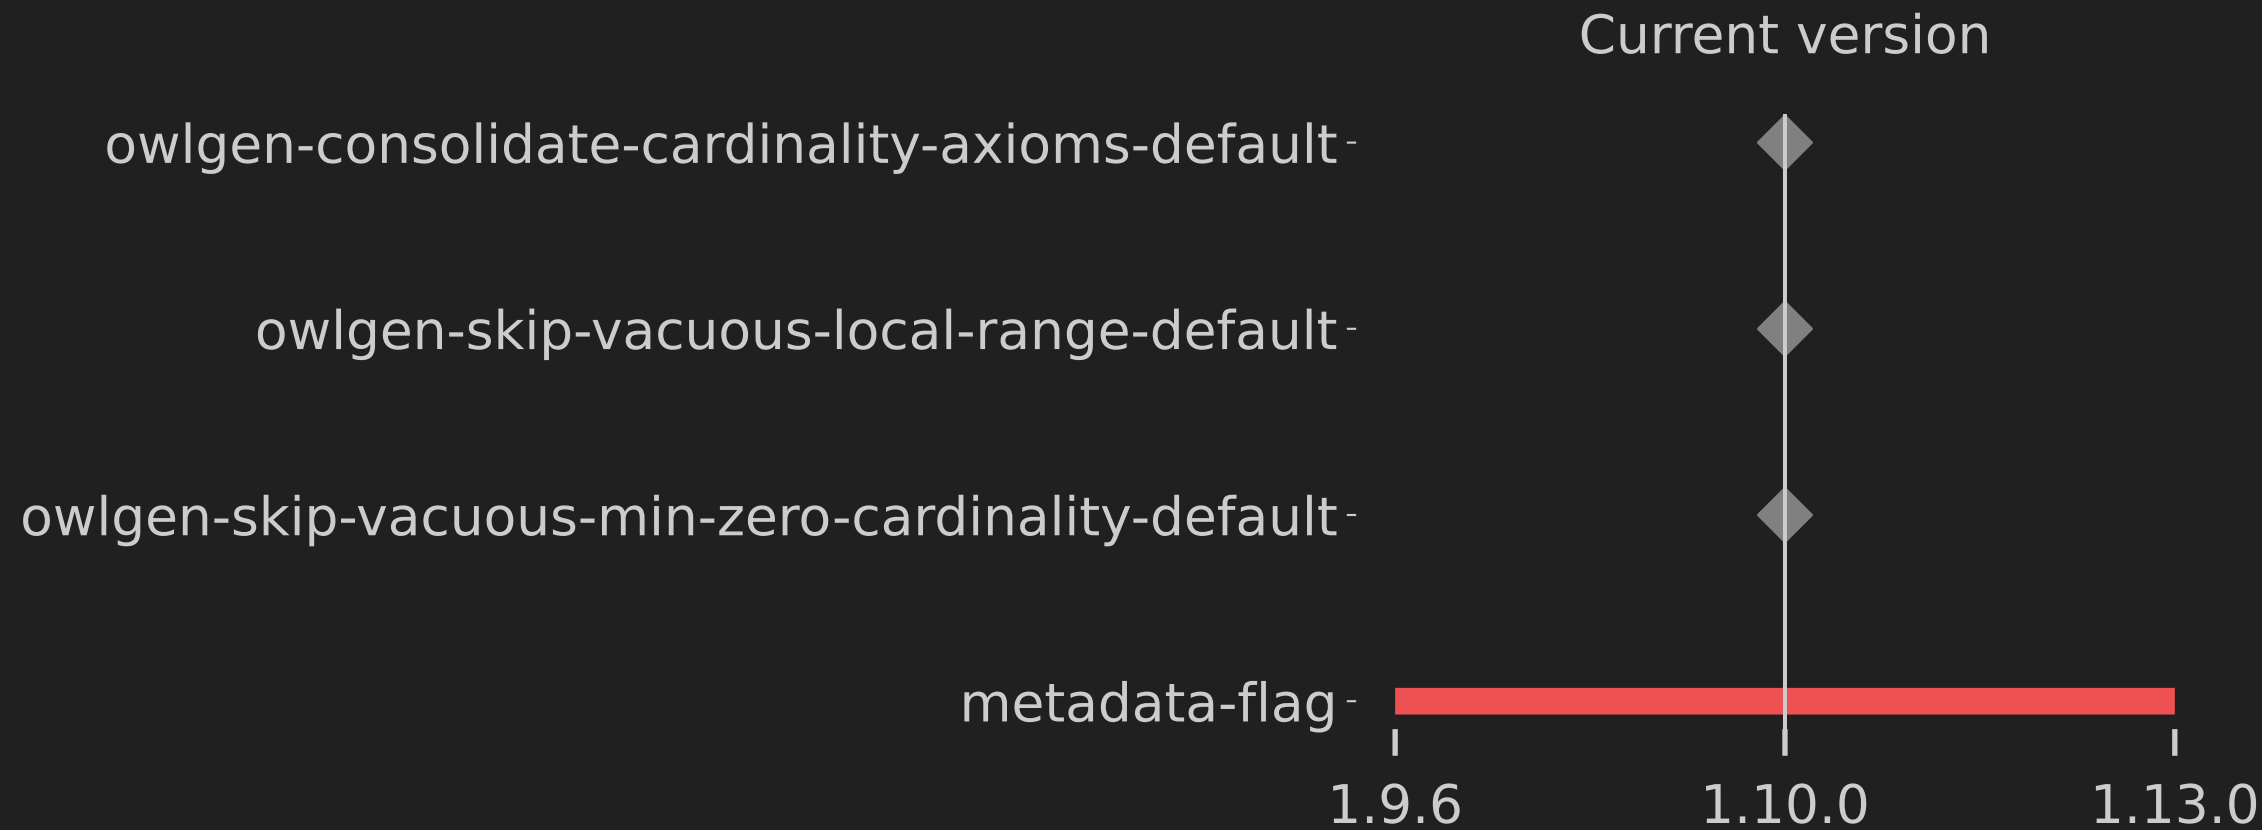 Current version
owlgen-consolidate-cardinality-axioms-default
owlgen-skip-vacuous-local-range-default
owlgen-skip-vacuous-min-zero-cardinality-default
metadata-flag
1.9.6 1.10.0 1.13.0